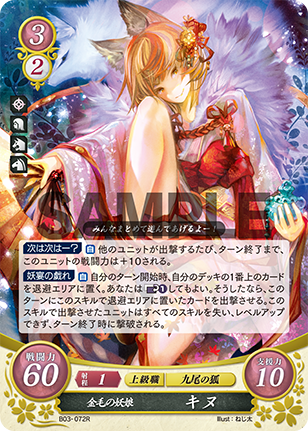 3
2
みんなまとめて遊んであげるよー！
SAMPLE
次は次はー？ 自 他のユニットが出撃するたび、ターン終了まで、
このユニットの戦闘力は＋10される。
妖宴の戯れ 自 自分のターン開始時、自分のデッキの1番上のカード
を退避エリアに置く。あなたは 1 してもよい。そうしたなら、この
ターンにこのスキルで退避エリアに置いたカードを出撃させる。この
スキルで出撃させたユニットはすべてのスキルを失い、レベルアップ
できず、ターン終了時に撃破される。
戦闘力
60
射程 1
上級職
九尾の狐
支援力
10
金毛の妖娘
キヌ
B03-072R
Illust：ねじ太